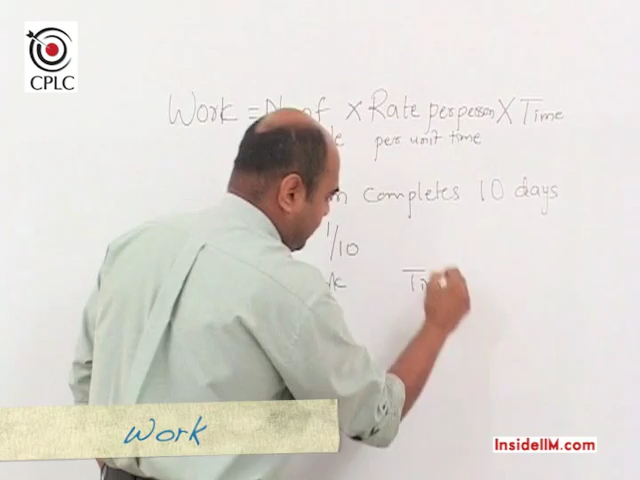 CPLC
Work = No of × Rate per person × Time
per unit time
completes 10 days
1/10
Work
InsideIIM.com